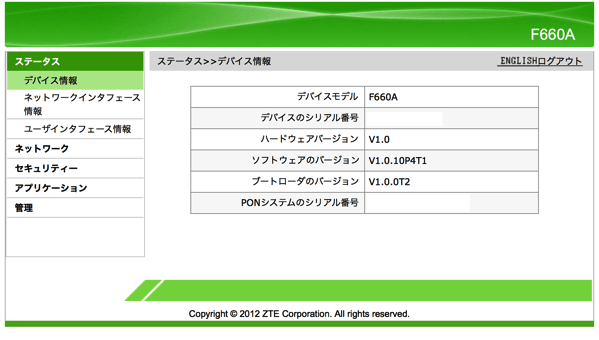 F660A
ステータス
デバイス情報
ネットワークインタフェース
情報
ユーザインタフェース情報
ネットワーク
セキュリティー
アプリケーション
管理
ステータス>>デバイス情報
ENGLISHログアウト
デバイスモデル F660A
デバイスのシリアル番号
ハードウェアバージョン V1.0
ソフトウェアのバージョン V1.0.10P4T1
ブートローダのバージョン V1.0.0T2
PONシステムのシリアル番号
Copyright © 2012 ZTE Corporation. All rights reserved.